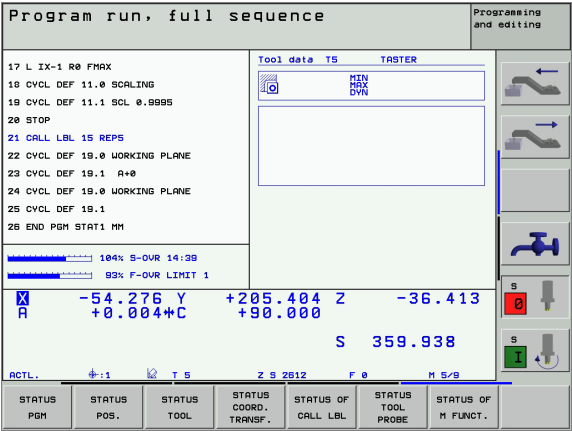 Program run, full sequence
Programming
and editing
17 L IX-1 R0 FMAX
18 CYCL DEF 11.0 SCALING
19 CYCL DEF 11.1 SCL 0.9995
20 STOP
21 CALL LBL 15 REP5
22 CYCL DEF 19.0 WORKING PLANE
23 CYCL DEF 19.1 A+0
24 CYCL DEF 19.0 WORKING PLANE
25 CYCL DEF 19.1
26 END PGM STAT1 MM
Tool data T5 TASTER
MIN
MAX
DYN
104% S-OVR 14:39
93% F-OVR LIMIT 1
X -54.276 Y +205.404 Z -36.413
A +0.004 C +90.000
S 359.938
ACTL. :1 T 5 Z S 2612 F 0 M 5/9
S
0
S
I
STATUS
PGM
STATUS
POS.
STATUS
TOOL
STATUS
COORD.
TRANSF.
STATUS OF
CALL LBL
STATUS
TOOL
PROBE
STATUS OF
M FUNCT.